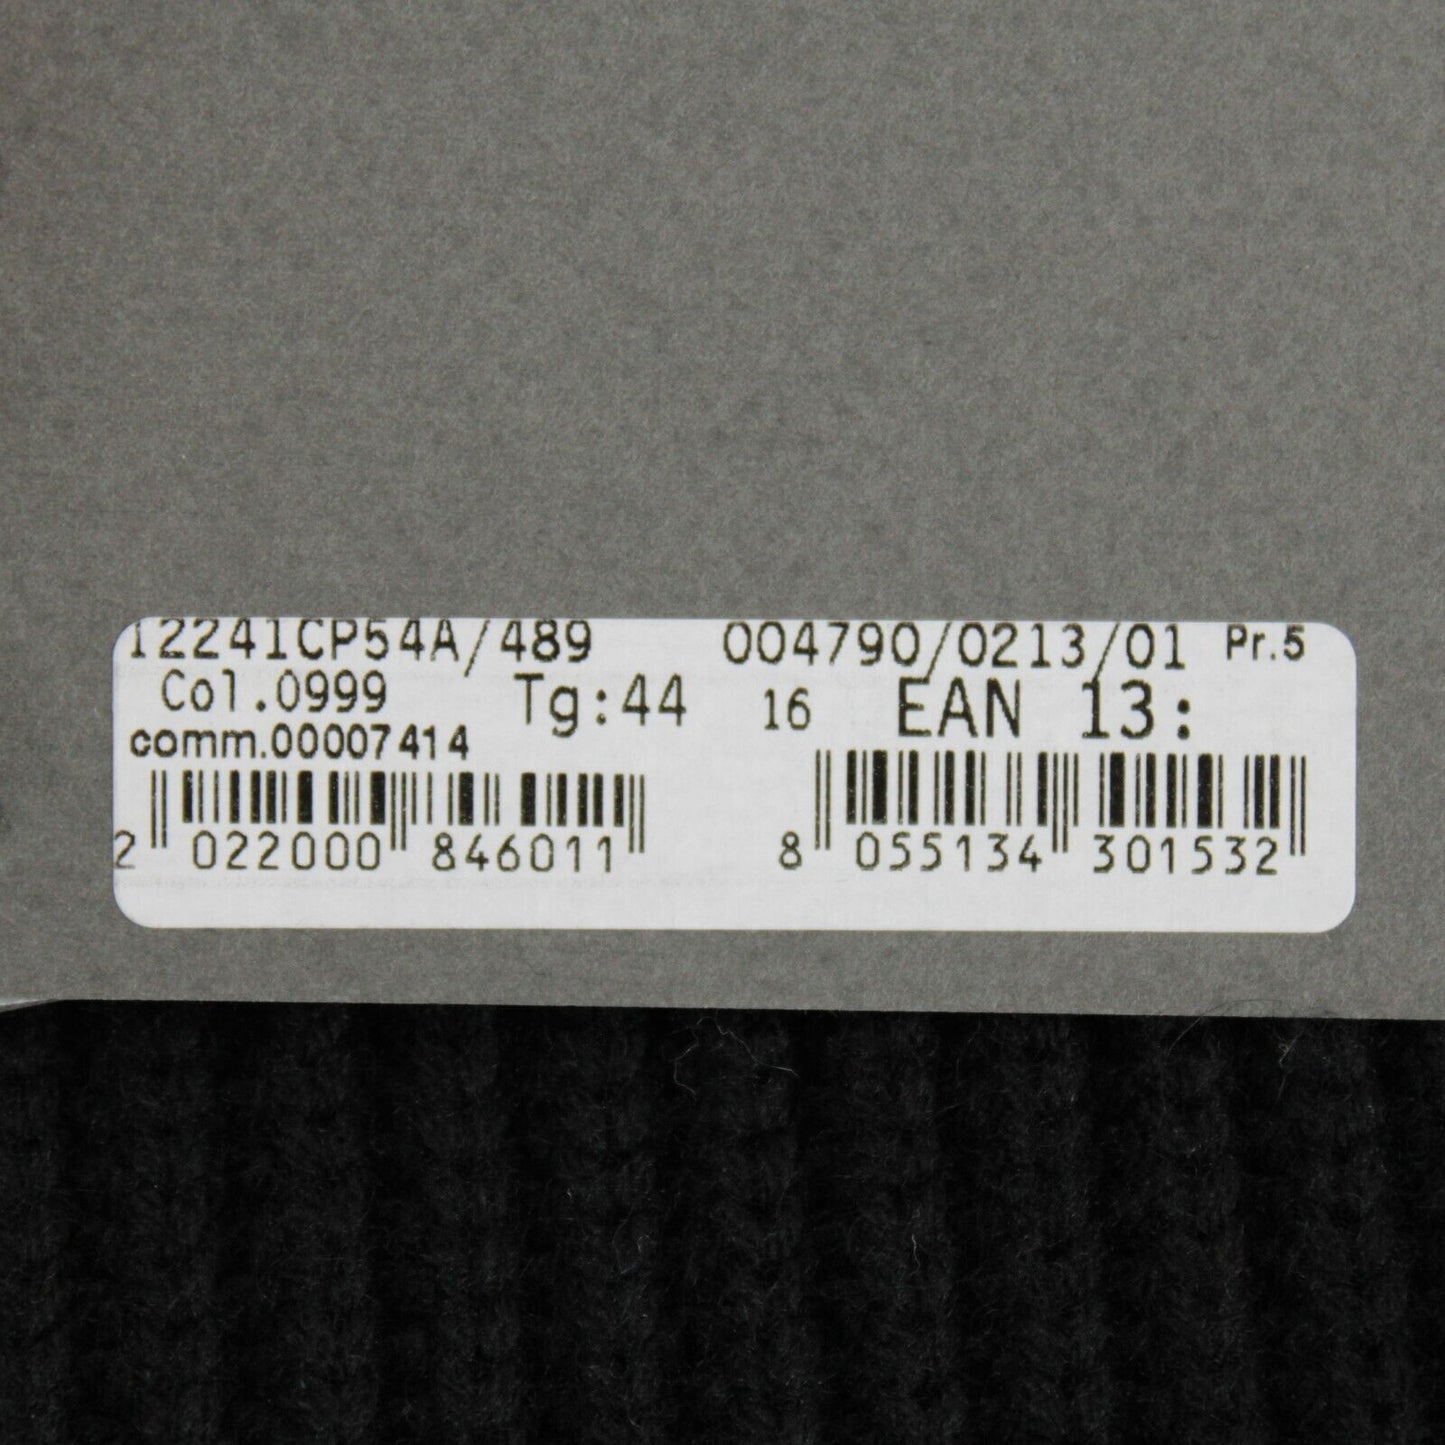 12241CP54A/489 004790/0213/01 Pr.5
Col.0999 Tg:44 16 EAN 13:
comm.00007414
2 022000 846011 8 055134 301532